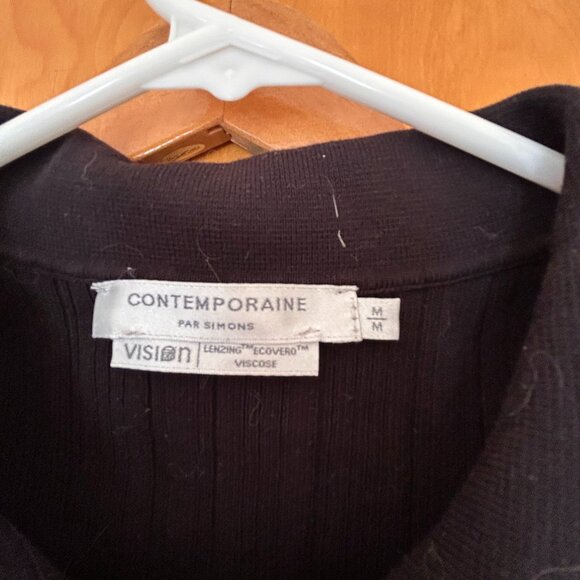 CONTEMPORAINE
PAR SIMONS
M
M
VISION
LENZING™ ECOVERO™
VISCOSE